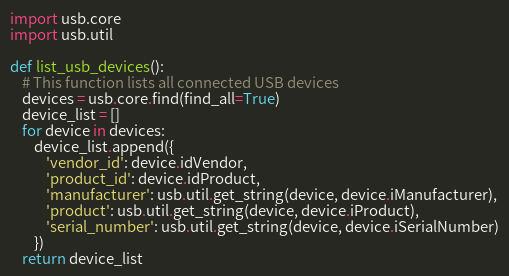 import usb.core
import usb.util

def list_usb_devices():
    # This function lists all connected USB devices
    devices = usb.core.find(find_all=True)
    device_list = []
    for device in devices:
        device_list.append({
            'vendor_id': device.idVendor,
            'product_id': device.idProduct,
            'manufacturer': usb.util.get_string(device, device.iManufacturer),
            'product': usb.util.get_string(device, device.iProduct),
            'serial_number': usb.util.get_string(device, device.iSerialNumber)
        })
    return device_list